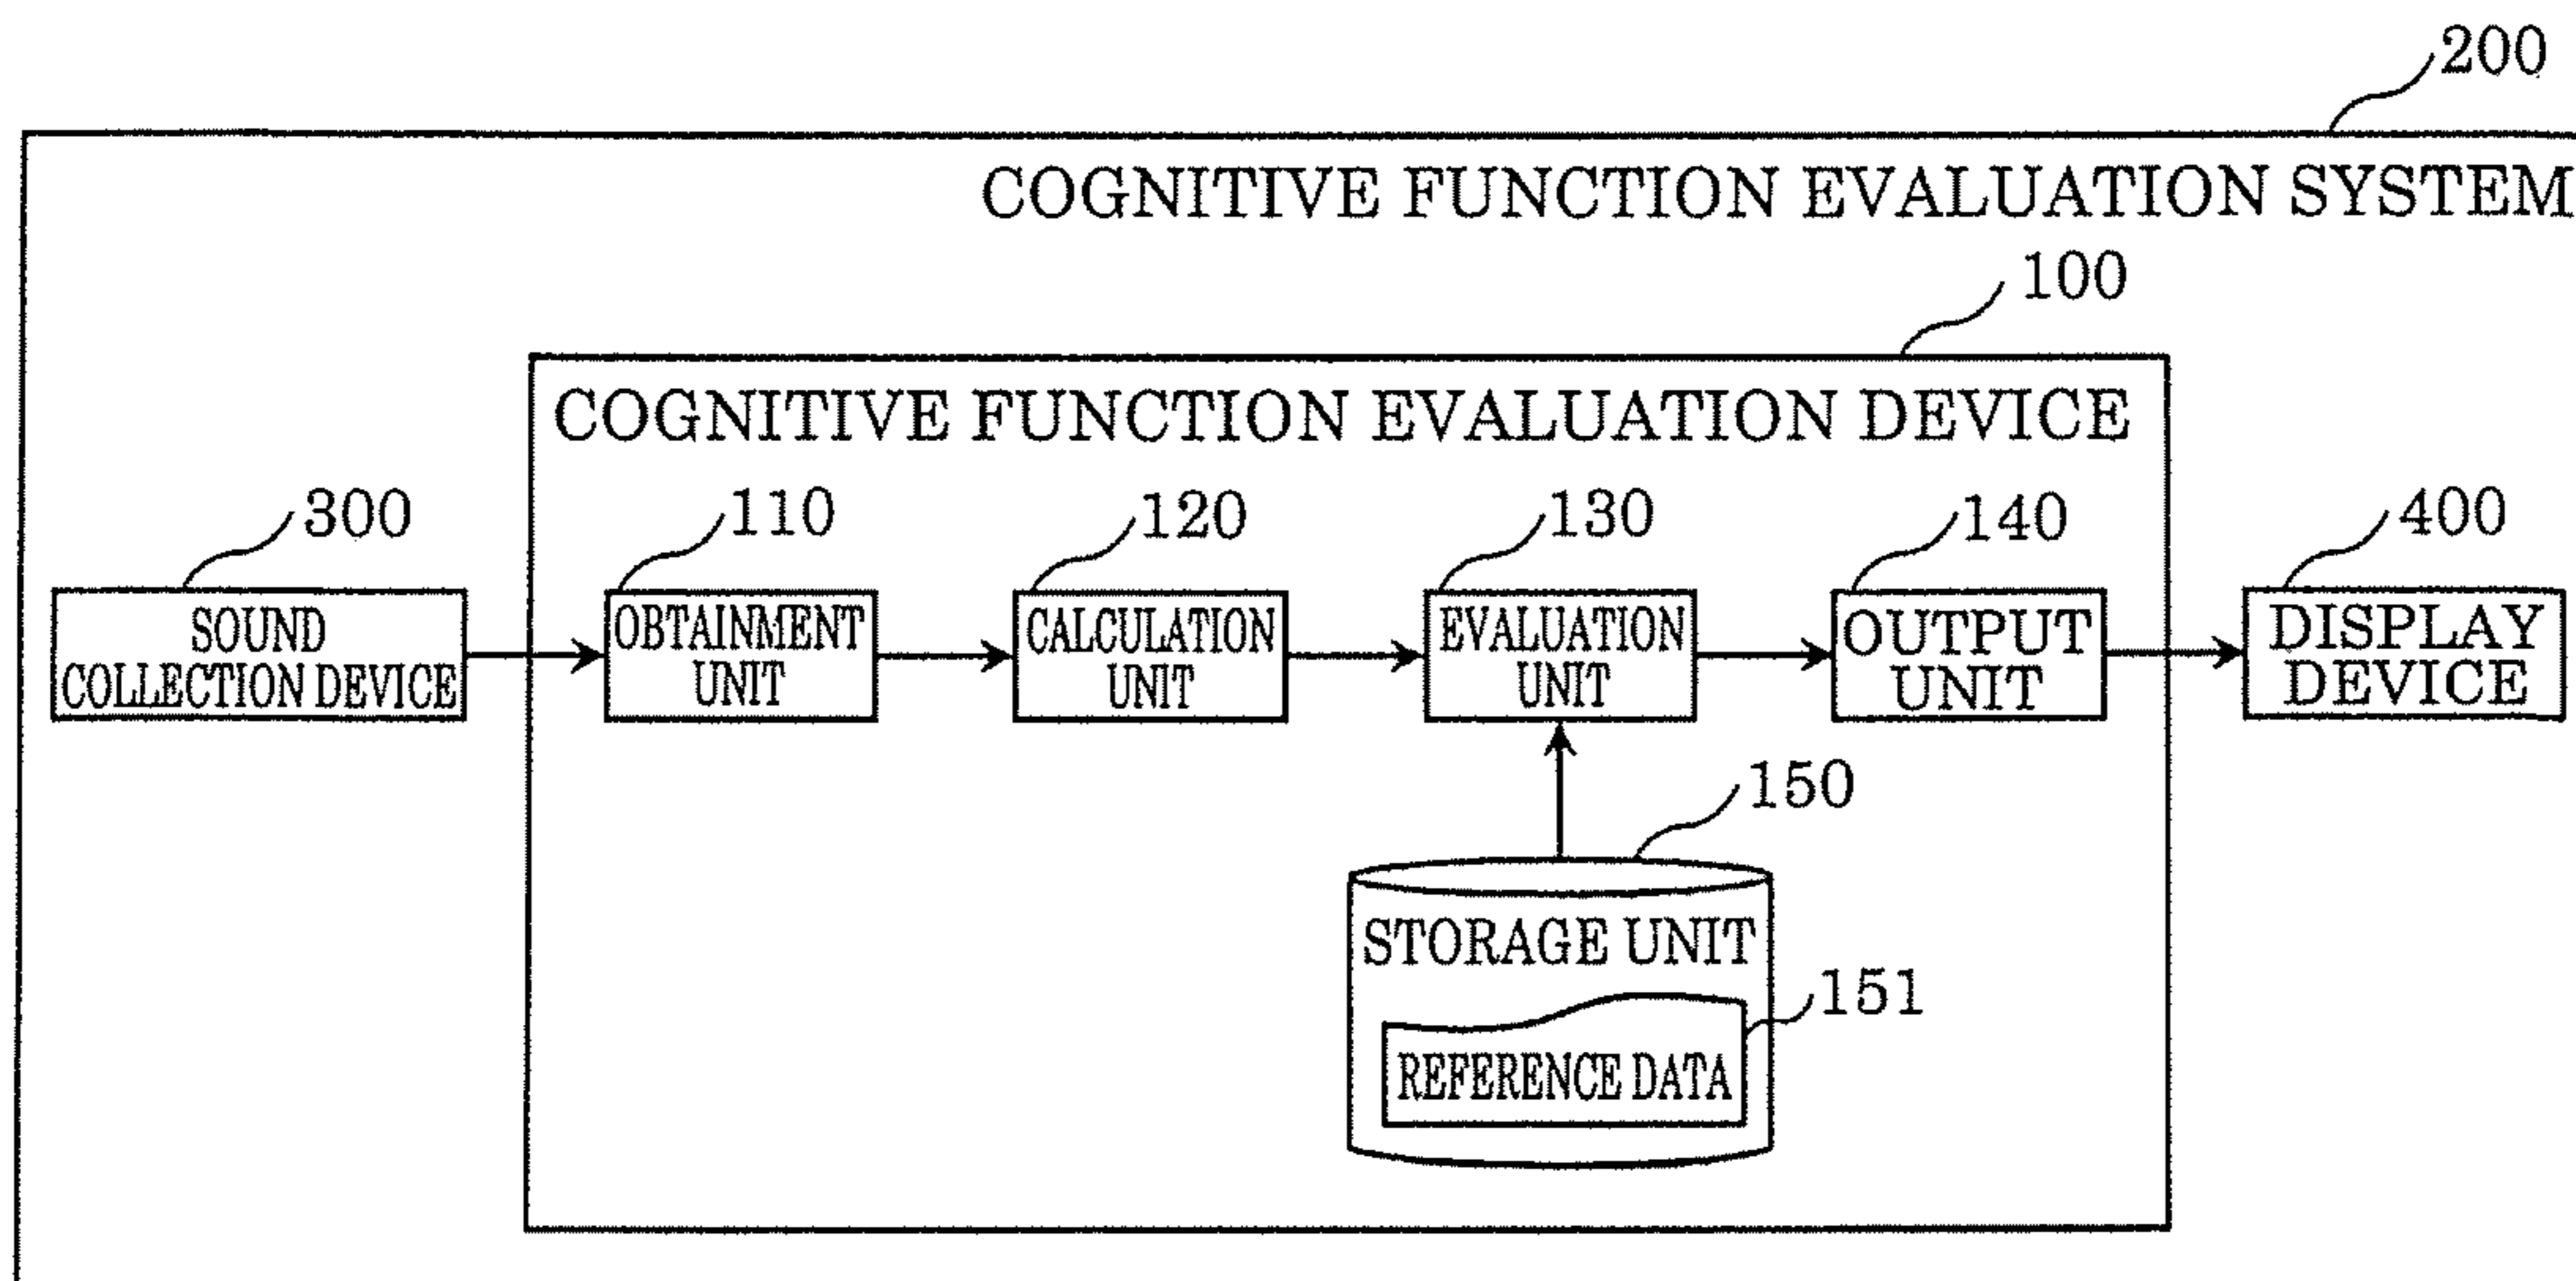 200
COGNITIVE FUNCTION EVALUATION SYSTEM
100
COGNITIVE FUNCTION EVALUATION DEVICE
300
110
120
130
140
400
SOUND
COLLECTION DEVICE
OBTAINMENT
UNIT
CALCULATION
UNIT
EVALUATION
UNIT
OUTPUT
UNIT
DISPLAY
DEVICE
150
STORAGE UNIT
151
REFERENCE DATA